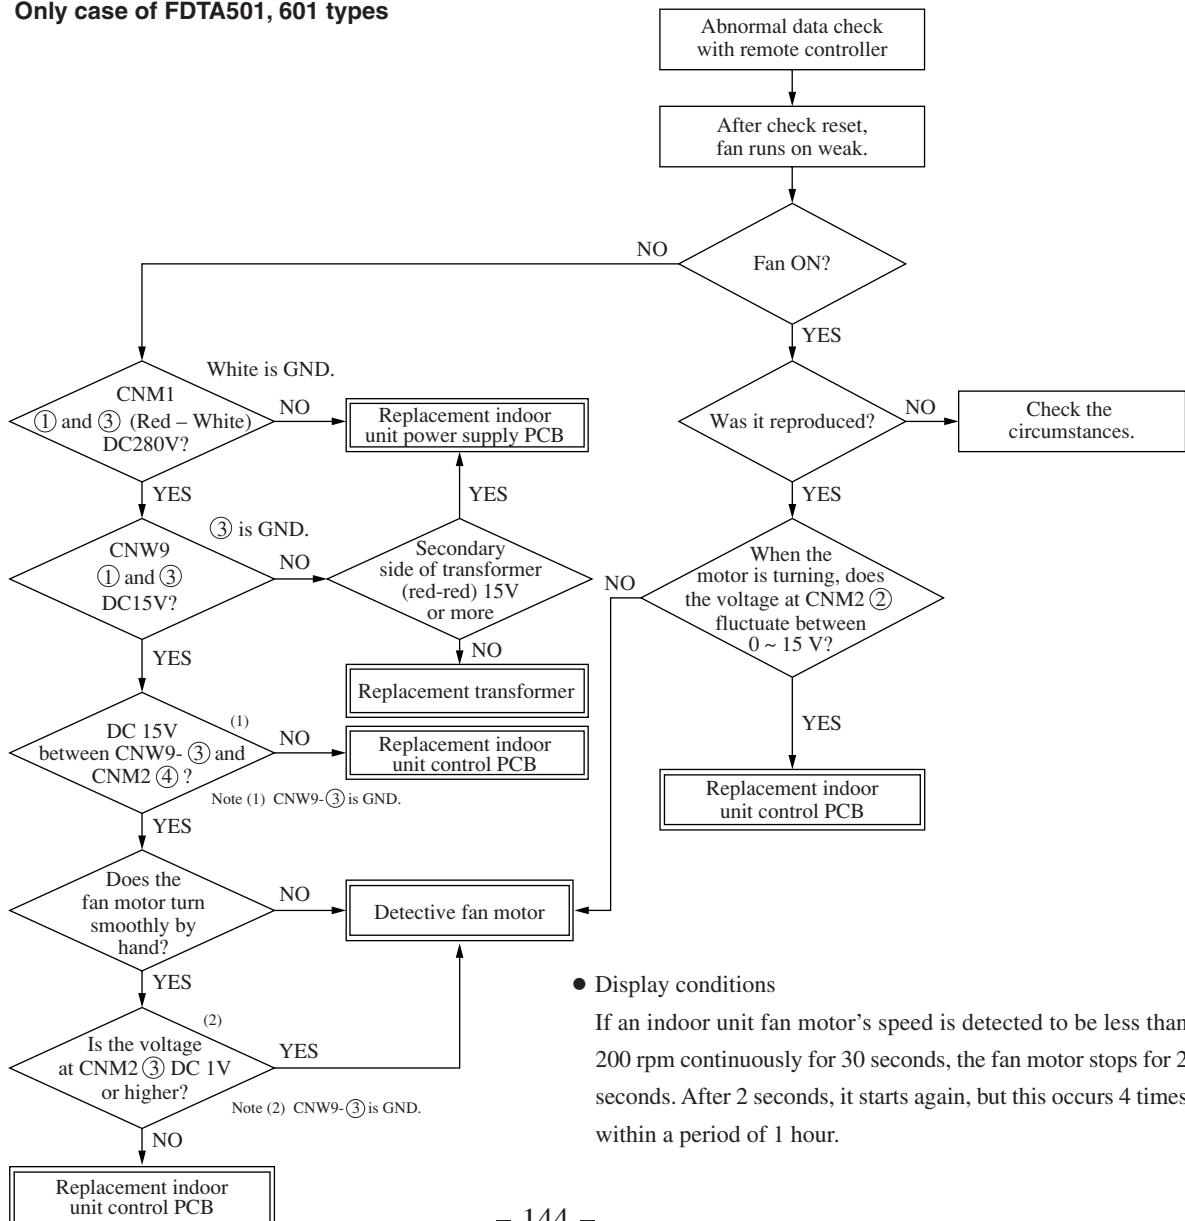 Only case of FDTA501, 601 types
Abnormal data check
with remote controller
After check reset,
fan runs on weak.
Fan ON?
NO
YES
White is GND.
CNM1
① and ③ (Red – White)
DC280V?
NO
Replacement indoor
unit power supply PCB
Was it reproduced?
NO
Check the
circumstances.
YES
YES
YES
③ is GND.
CNW9
① and ③
DC15V?
NO
Secondary
side of transformer
(red-red) 15V
or more
NO
When the
motor is turning, does
the voltage at CNM2 ②
fluctuate between
0 ~ 15 V?
YES
NO
Replacement transformer
YES
DC 15V
between CNW9- ③ and
CNM2 ④ ?
(1)
NO
Replacement indoor
unit control PCB
Note (1) CNW9-③ is GND.
Replacement indoor
unit control PCB
YES
Does the
fan motor turn
smoothly by
hand?
NO
Detective fan motor
YES
(2)
Is the voltage
at CNM2 ③ DC 1V
or higher?
YES
Note (2) CNW9-③ is GND.
NO
Replacement indoor
unit control PCB
● Display conditions
If an indoor unit fan motor's speed is detected to be less than
200 rpm continuously for 30 seconds, the fan motor stops for 2
seconds. After 2 seconds, it starts again, but this occurs 4 times
within a period of 1 hour.
– 144 –